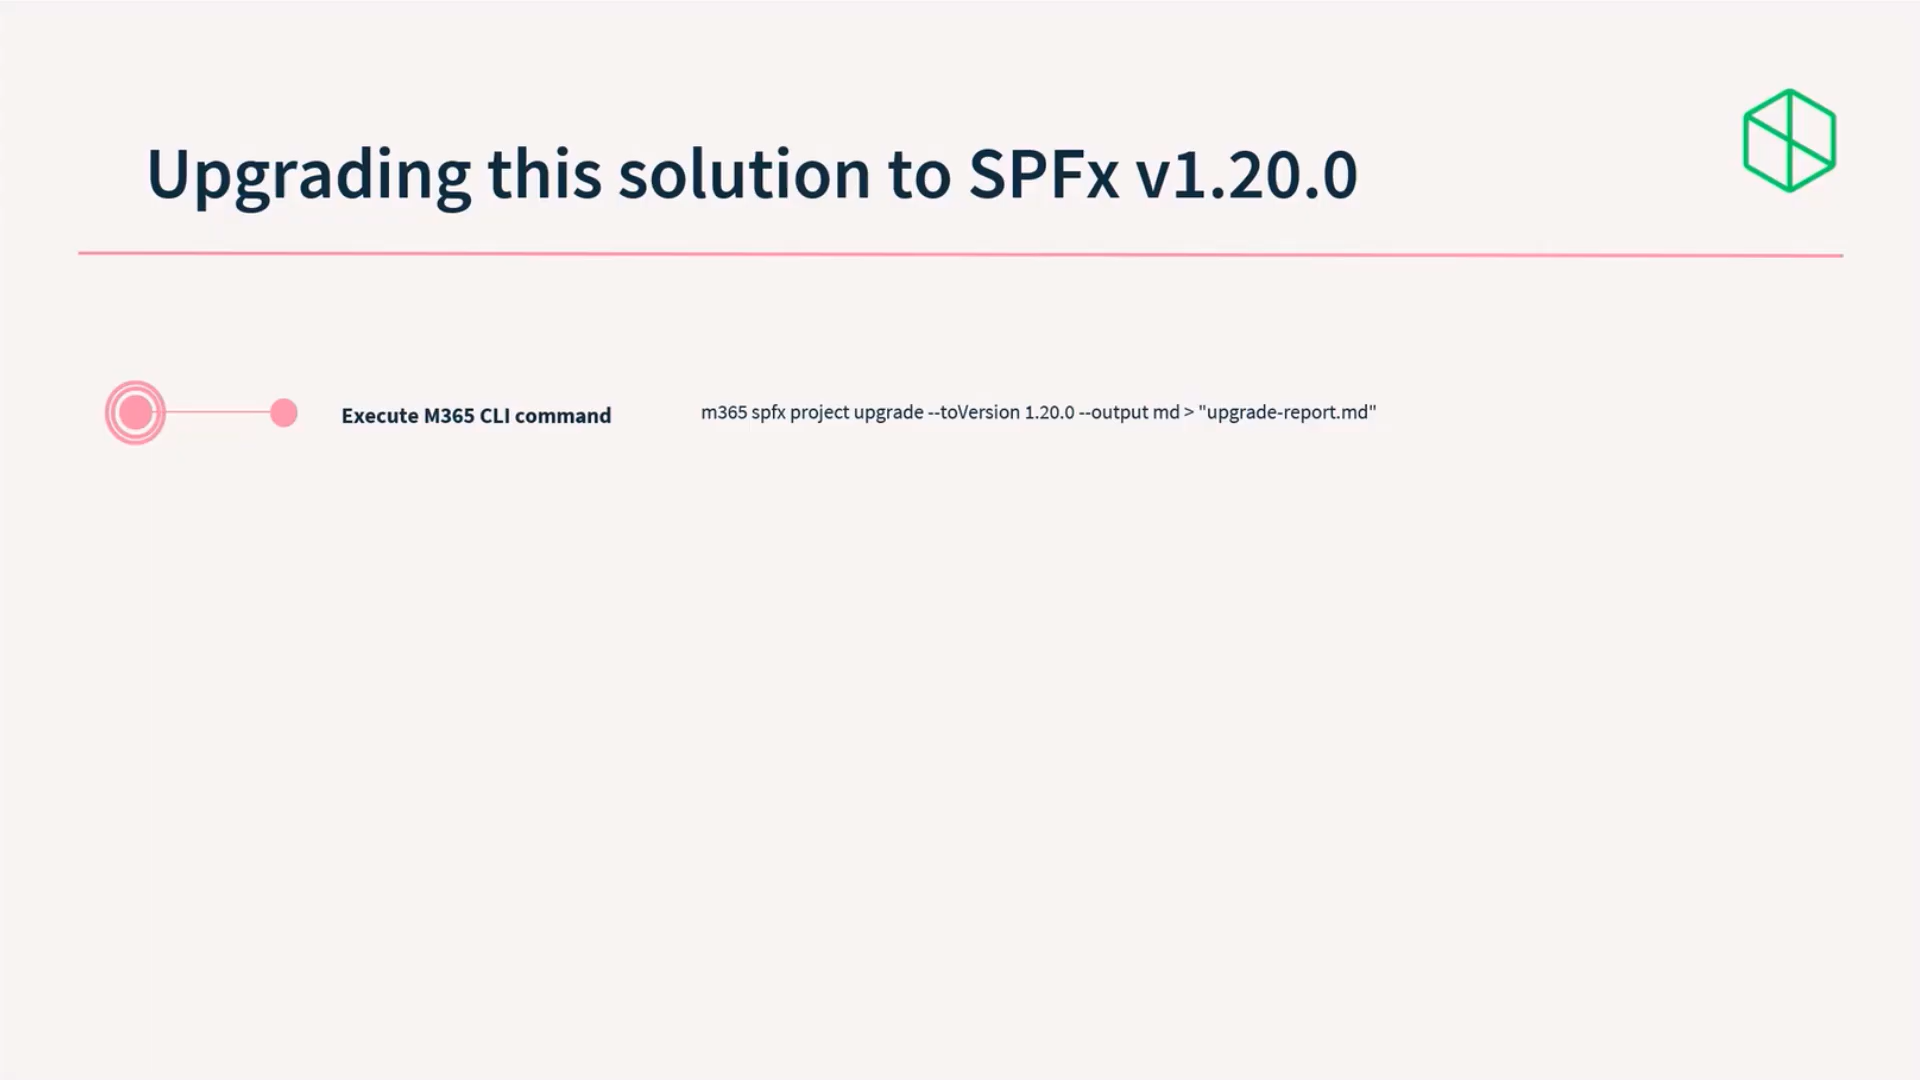 Upgrading this solution to SPFx v1.20.0
Execute M365 CLI command
m365 spfx project upgrade --toVersion 1.20.0 --output md > "upgrade-report.md"